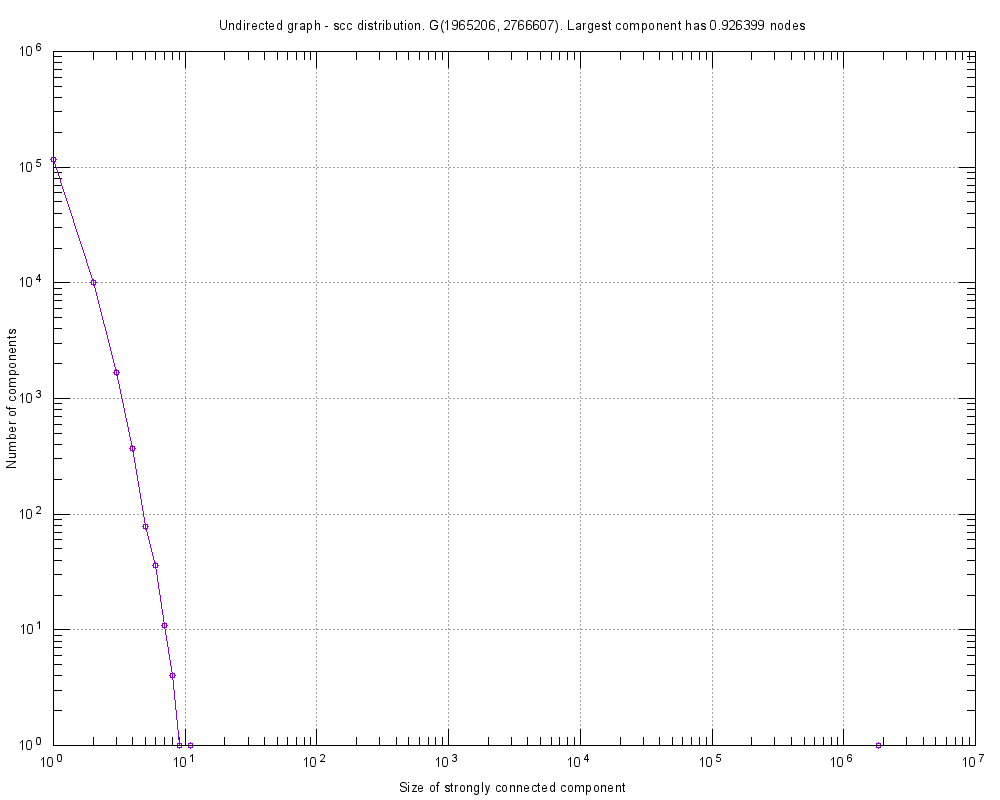 Undirected graph - scc distribution. G(1965206, 2766607). Largest component has 0.926399 nodes
10^6
10^5
10^4
10^3
10^2
10^1
10^0
Number of components
10^0 10^1 10^2 10^3 10^4 10^5 10^6 10^7
Size of strongly connected component